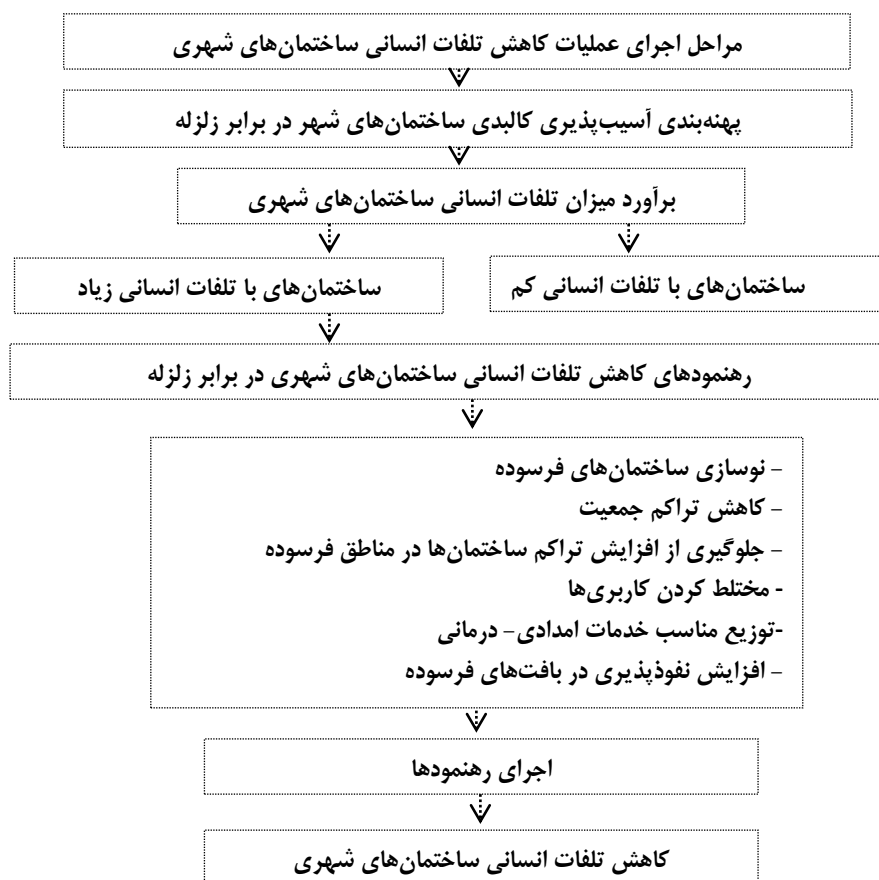 مراحل اجرای عملیات کاهش تلفات انسانی ساختمان‌های شهری
پهنه‌بندی آسیب‌پذیری کالبدی ساختمان‌های شهر در برابر زلزله
برآورد میزان تلفات انسانی ساختمان‌های شهری
ساختمان‌های با تلفات انسانی کم
ساختمان‌های با تلفات انسانی زیاد
رهنمودهای کاهش تلفات انسانی ساختمان‌های شهری در برابر زلزله
– نوسازی ساختمان‌های فرسوده
– کاهش تراکم جمعیت
– جلوگیری از افزایش تراکم ساختمان‌ها در مناطق فرسوده
- مختلط کردن کاربری‌ها
-توزیع مناسب خدمات امدادی– درمانی
– افزایش نفوذپذیری در بافت‌های فرسوده
اجرای رهنمودها
کاهش تلفات انسانی ساختمان‌های شهری